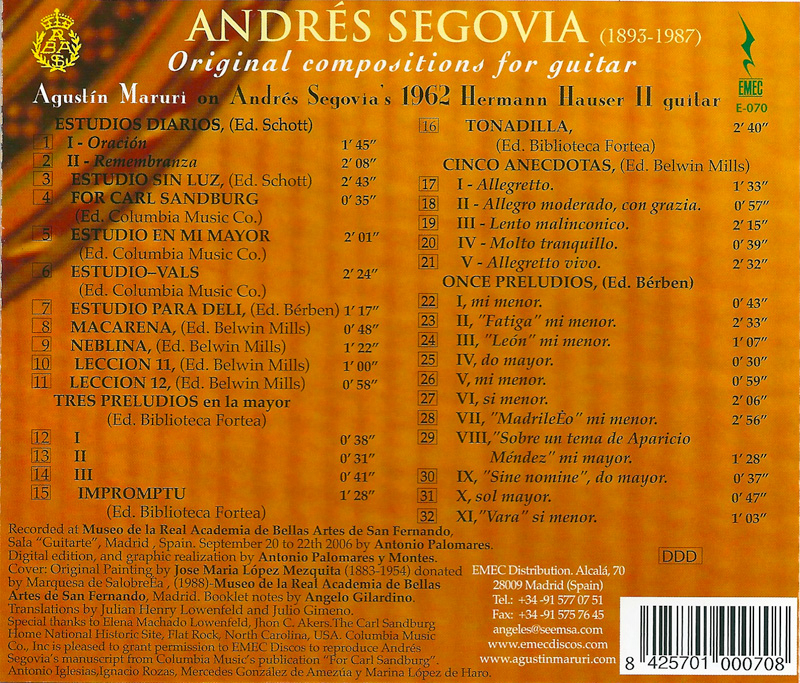 RABASF
ANDRÉS SEGOVIA (1893-1987)
Original compositions for guitar
Agustín Maruri on Andrés Segovia's 1962 Hermann Hauser II guitar
EMEC
E-070
ESTUDIOS DIARIOS, (Ed. Schott)
1 I - Oración 1' 45"
2 II - Remembranza 2' 08"
3 ESTUDIO SIN LUZ, (Ed. Schott) 2' 43"
4 FOR CARL SANDBURG 0' 35"
(Ed. Columbia Music Co.)
5 ESTUDIO EN MI MAYOR 2' 01"
(Ed. Columbia Music Co.)
6 ESTUDIO–VALS 2' 24"
(Ed. Columbia Music Co.)
7 ESTUDIO PARA DELI, (Ed. Bérben) 1' 17"
8 MACARENA, (Ed. Belwin Mills) 0' 48"
9 NEBLINA, (Ed. Belwin Mills) 1' 22"
10 LECCION 11, (Ed. Belwin Mills) 1' 00"
11 LECCION 12, (Ed. Belwin Mills) 0' 58"
TRES PRELUDIOS en la mayor
(Ed. Biblioteca Fortea)
12 I 0' 38"
13 II 0' 31"
14 III 0' 41"
15 IMPROMPTU 1' 28"
(Ed. Biblioteca Fortea)
16 TONADILLA, 2' 40"
(Ed. Biblioteca Fortea)
CINCO ANECDOTAS, (Ed. Belwin Mills)
17 I - Allegretto. 1' 33"
18 II - Allegro moderado, con grazia. 0' 57"
19 III - Lento malinconico. 2' 15"
20 IV - Molto tranquillo. 0' 39"
21 V - Allegretto vivo. 2' 32"
ONCE PRELUDIOS, (Ed. Bérben)
22 I, mi menor. 0' 43"
23 II, "Fatiga" mi menor. 2' 33"
24 III, "León" mi menor. 1' 07"
25 IV, do mayor. 0' 30"
26 V, mi menor. 0' 59"
27 VI, si menor. 2' 06"
28 VII, "MadrileÈo" mi menor. 2' 56"
29 VIII,"Sobre un tema de Aparicio
Méndez" mi mayor. 1' 28"
30 IX, "Sine nomine", do mayor. 0' 37"
31 X, sol mayor. 0' 47"
32 XI,"Vara" si menor. 1' 03"
Recorded at Museo de la Real Academia de Bellas Artes de San Fernando,
Sala "Guitarte", Madrid , Spain. September 20 to 22th 2006 by Antonio Palomares.
Digital edition, and graphic realization by Antonio Palomares y Montes.
Cover: Original Painting by Jose Maria López Mezquita (1883-1954) donated
by Marquesa de SalobreÈa , (1988)-Museo de la Real Academia de Bellas
Artes de San Fernando, Madrid. Booklet notes by Angelo Gilardino.
Translations by Julian Henry Lowenfeld and Julio Gimeno.
Special thanks fo Elena Machado Lowenfeld, Jhon C. Akers.The Carl Sandburg
Home National Historic Site, Flat Rock, North Carolina, USA. Columbia Music
Co., Inc is pleased to grant permission to EMEC Discos to reproduce Andrés
Segovia's manuscript from Columbia Music's publication "For Carl Sandburg".
Antonio Iglesias,Ignacio Rozas, Mercedes González de Amezúa y Marina López de Haro.
DDD
EMEC Distribution. Alcalá, 70
28009 Madrid (Spain)
Tel.: +34 -91 577 07 51
Fax: +34 -91 575 76 45
angeles@seemsa.com
www.emecdiscos.com
www.agustinmaruri.com
8 425701 000708